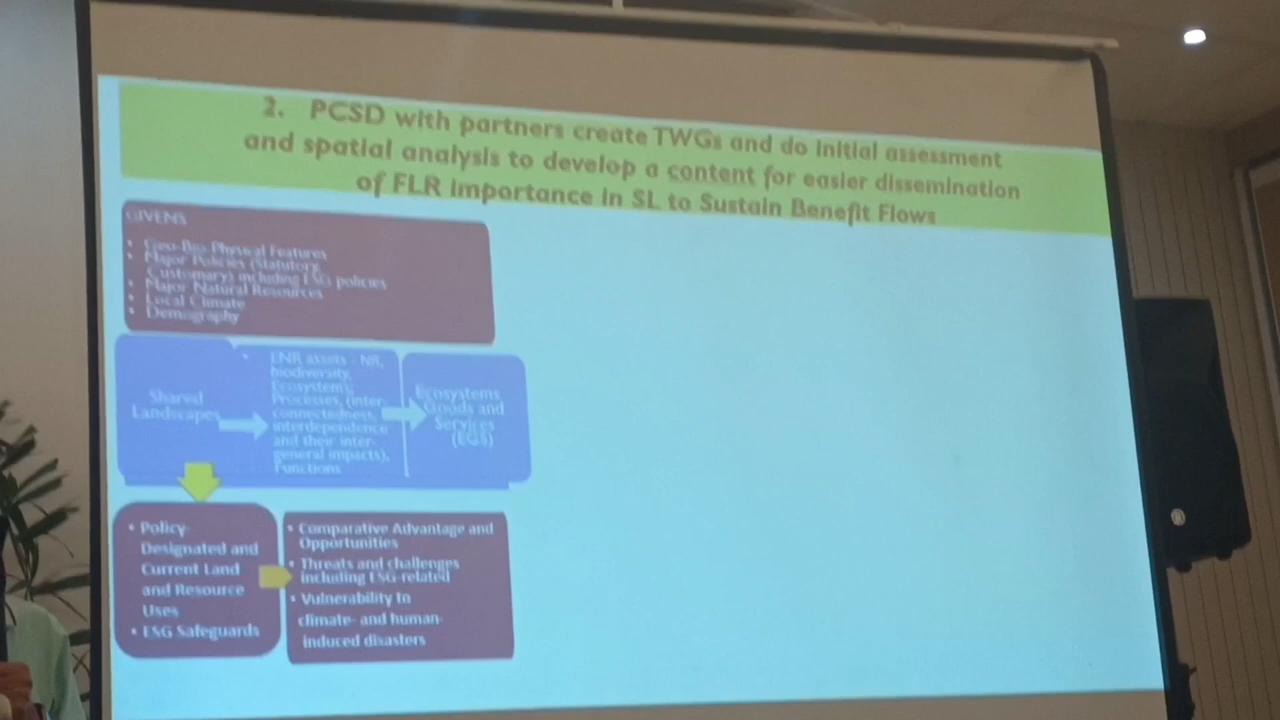 2. PCSD with partners create TWGs and do initial assessment
and spatial analysis to develop a content for easier dissemination
of FLR importance in SL to Sustain Benefit Flows
GIVENS
• Geo-Bio-Physical Features
• Major Policies (Statutory,
Customary) including ESG policies
• Major Natural Resources
• Local Climate
• Demography
Shared
Landscapes
• ENR assets - NR,
biodiversity,
Ecosystems,
Processes, (inter-
connectedness,
interdependence
and their inter-
general impacts),
Functions
Ecosystems
Goods and
Services
(EGS)
• Policy-
Designated and
Current Land
and Resource
Uses
• ESG Safeguards
• Comparative Advantage and
Opportunities
• Threats and challenges
including ESG-related
• Vulnerability to
climate- and human-
induced disasters